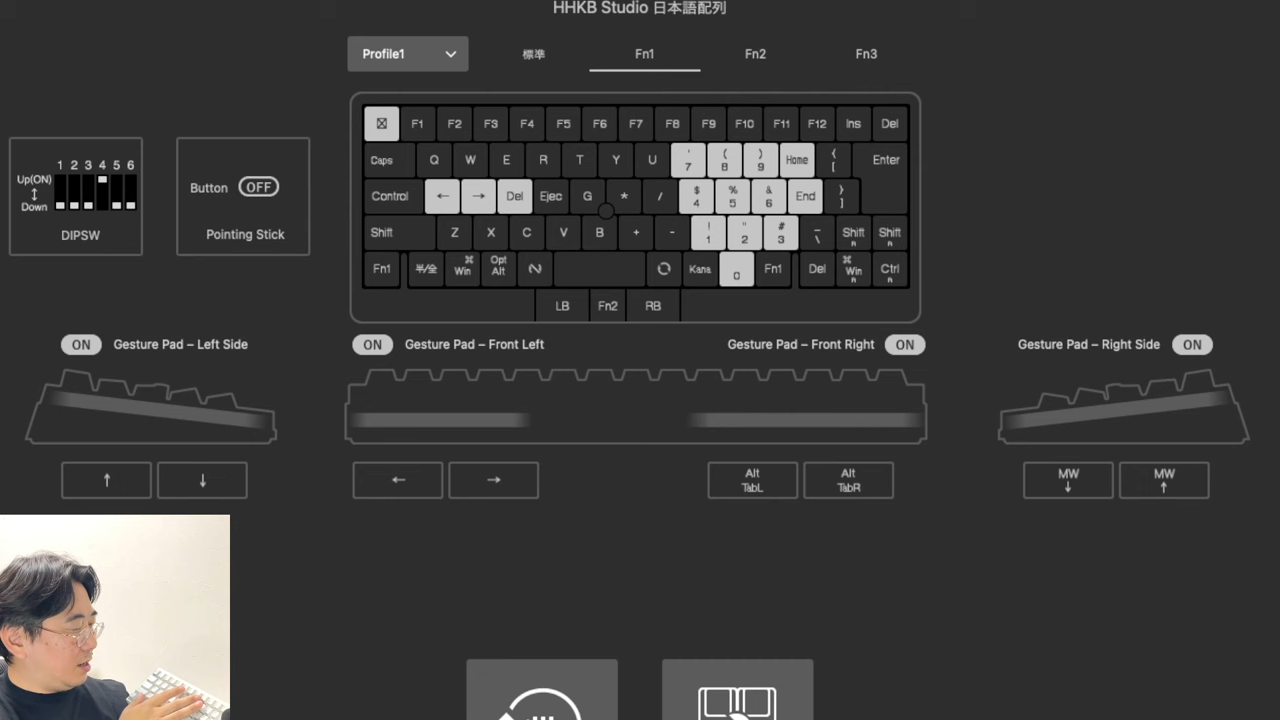 HHKB Studio 日本語配列
Profile1 標準 Fn1 Fn2 Fn3
F1 F2 F3 F4 F5 F6 F7 F8 F9 F10 F11 F12 Ins Del
Caps Q W E R T Y U ' 7 ( 8 ) 9 Home { [ Enter
Control ← → Del Ejec G * / $ 4 % 5 & 6 End } ]
Shift Z X C V B + - ! 1 " 2 # 3 _ \ Shift R Shift R
Fn1 半/全 ⌘ Win Opt Alt Kana 0 Fn1 Del ⌘ Win R Ctrl R
LB Fn2 RB
1 2 3 4 5 6
Up(ON)
↕
Down
DIPSW
Button OFF
Pointing Stick
ON Gesture Pad – Left Side
ON Gesture Pad – Front Left
Gesture Pad – Front Right ON
Gesture Pad – Right Side ON
↑ ↓
← →
Alt TabL Alt TabR
MW ↓ MW ↑